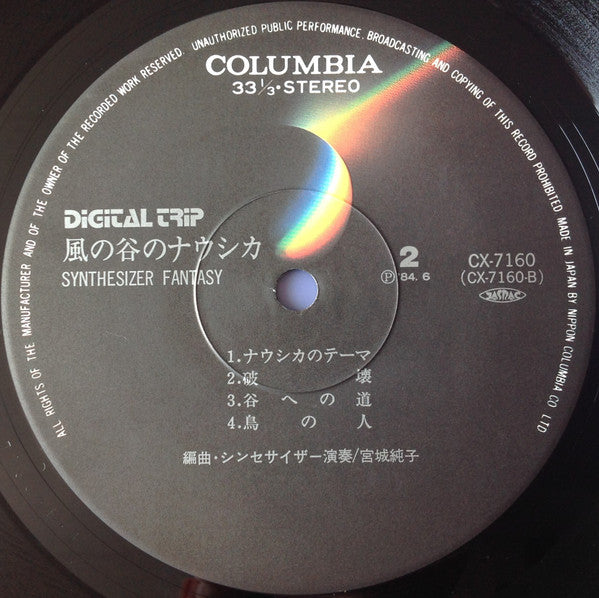 ALL RIGHTS OF THE MANUFACTURER AND OF THE OWNER OF THE RECORDED WORK RESERVED. UNAUTHORIZED PUBLIC PERFORMANCE, BROADCASTING AND COPYING OF THIS RECORD PROHIBITED MADE IN JAPAN BY NIPPON COLUMBIA CO LTD
COLUMBIA
33⅓・STEREO
DIGITAL TRIP
風の谷のナウシカ
SYNTHESIZER FANTASY
2
Ⓟ '84. 6
CX-7160
(CX-7160-B)
JASRAC
1.ナウシカのテーマ
2.破壊
3.谷への道
4.鳥の人
編曲・シンセサイザー演奏/宮城純子